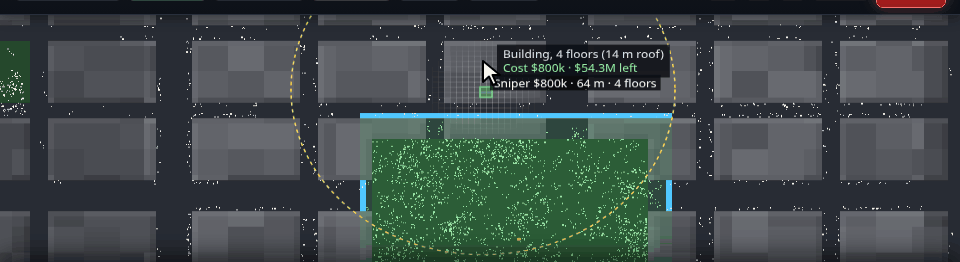 Building, 4 floors (14 m roof)
Cost $800k · $54.3M left
Sniper $800k · 64 m · 4 floors